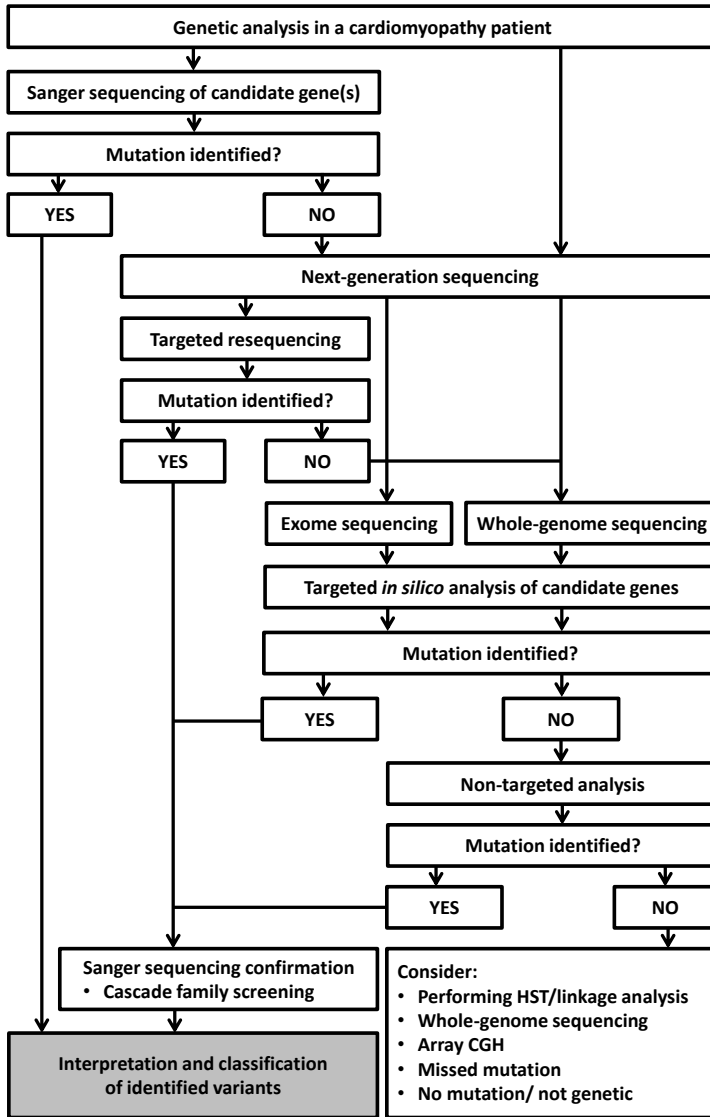 Genetic analysis in a cardiomyopathy patient
Sanger sequencing of candidate gene(s)
Mutation identified?
YES
NO
Next-generation sequencing
Targeted resequencing
Mutation identified?
YES
NO
Exome sequencing
Whole-genome sequencing
Targeted in silico analysis of candidate genes
Mutation identified?
YES
NO
Non-targeted analysis
Mutation identified?
YES
NO
Sanger sequencing confirmation
• Cascade family screening
Consider:
• Performing HST/linkage analysis
• Whole-genome sequencing
• Array CGH
• Missed mutation
• No mutation/ not genetic
Interpretation and classification
of identified variants